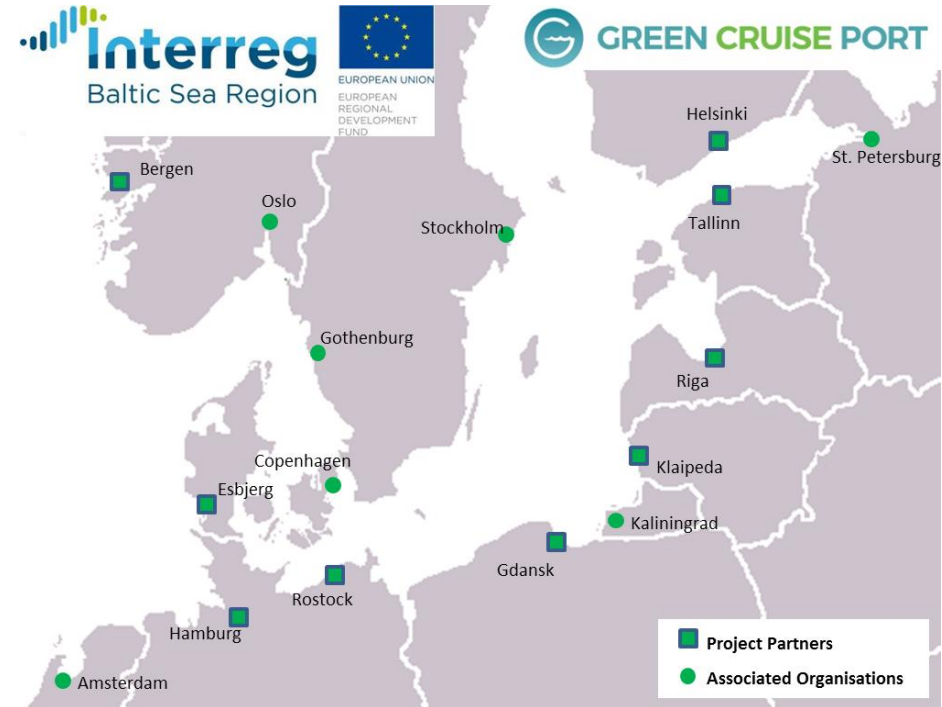 Interreg
Baltic Sea Region
EUROPEAN UNION
EUROPEAN
REGIONAL
DEVELOPMENT
FUND
G GREEN CRUISE PORT
Helsinki
St. Petersburg
Bergen
Oslo
Stockholm
Tallinn
Gothenburg
Riga
Copenhagen
Klaipeda
Esbjerg
Kaliningrad
Gdansk
Rostock
Hamburg
Amsterdam
Project Partners
Associated Organisations